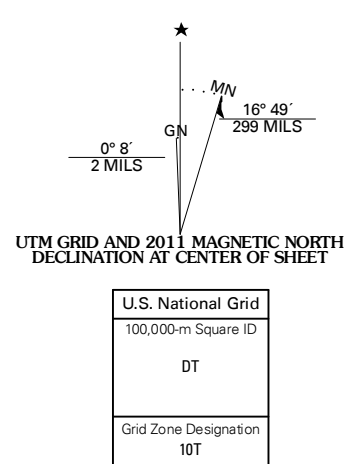 ★
MN
16° 49´
299 MILS
GN
0° 8´
2 MILS
UTM GRID AND 2011 MAGNETIC NORTH
DECLINATION AT CENTER OF SHEET
U.S. National Grid
100,000-m Square ID
DT
Grid Zone Designation
10T